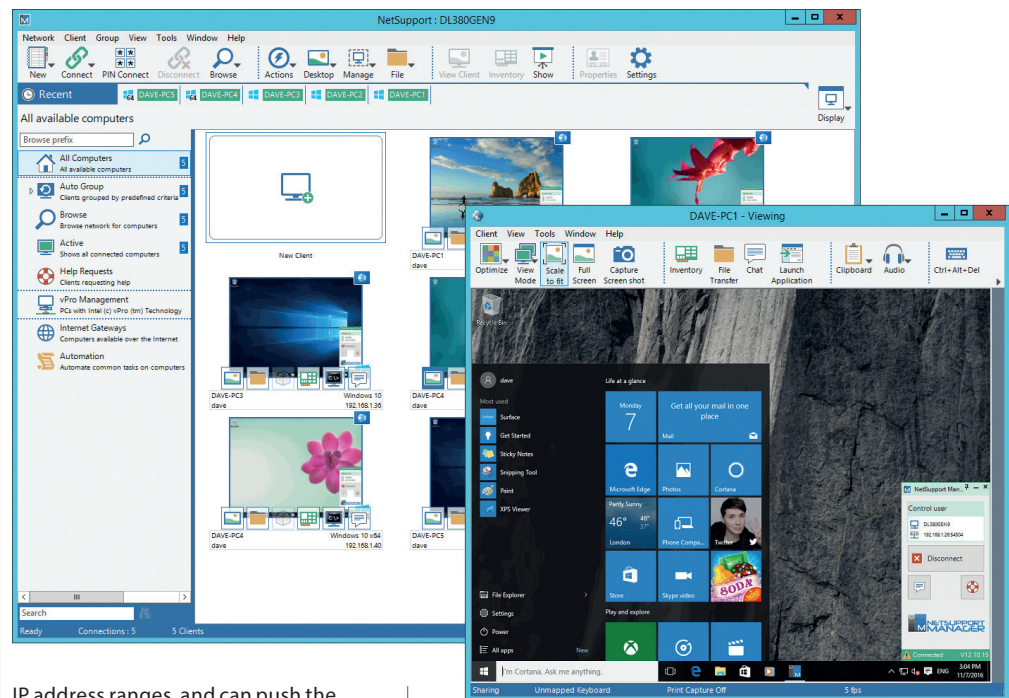 NetSupport : DL380GEN9
Network Client Group View Tools Window Help
New Connect PIN Connect Disconnect Browse Actions Desktop Manage File View Client Inventory Show Properties Settings
Recent 64 DAVE-PC5 64 DAVE-PC4 DAVE-PC3 DAVE-PC2 DAVE-PC1
All available computers
Display
Browse prefix
All Computers 5
All available computers
Auto Group 5
Clients grouped by predefined criteria
Browse 5
Browse network for computers
Active 5
Shows all connected computers
Help Requests
Clients requesting help
vPro Management
PCs with Intel (c) vPro (tm) Technology
Internet Gateways
Computers available over the Internet
Automation
Automate common tasks on computers
Search
Ready Connections : 5 5 Clients
New Client
DAVE-PC1
dave
DAVE-PC3 Windows 10
dave 192.168.1.36
DAVE-PC4
dave
DAVE-PC4 Windows 10 x64
dave 192.168.1.40
DAVE-PC5
dave
DAVE-PC1 - Viewing
Client View Tools Window Help
Optimize View Mode Scale to fit Full Screen Capture Screen shot Inventory File Transfer Chat Launch Application Clipboard Audio Ctrl+Alt+Del
Recycle Bin
dave
Most used
Surface
Get Started
Sticky Notes
Snipping Tool
Paint
XPS Viewer
File Explorer
Settings
Power
All apps New
Life at a glance
Monday
7
Get all your mail in one place
Mail
Microsoft Edge Photos Cortana
Partly Sunny
46° 46° 37°
London
Phone Compa...
Twitter
Store Skype video
SODA
Play and explore
NetSupport Man...
Control user
DL380GEN9
Disconnect
NETSUPPORT MANAGER
Connected V12.10.15
I'm Cortana. Ask me anything.
ENG 3:04 PM
11/7/2016
Sharing Unmapped Keyboard Print Capture Off 5 fps
IP address ranges, and can push the